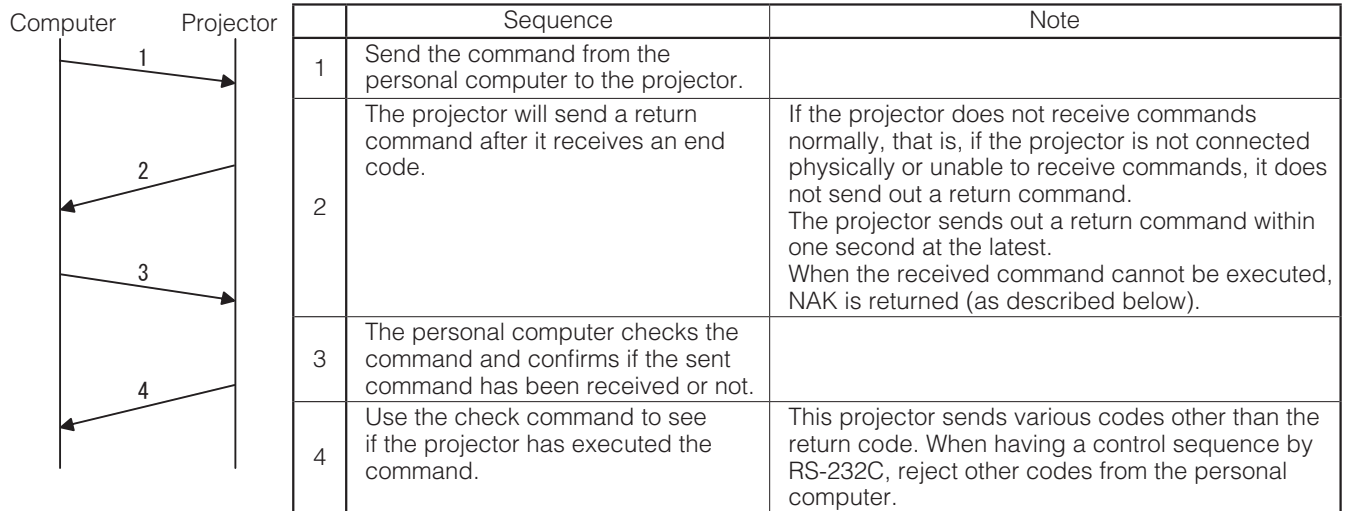 Computer Projector
1
2
3
4
Sequence Note
1 Send the command from the
personal computer to the projector.
2 The projector will send a return
command after it receives an end
code.
If the projector does not receive commands
normally, that is, if the projector is not connected
physically or unable to receive commands, it does
not send out a return command.
The projector sends out a return command within
one second at the latest.
When the received command cannot be executed,
NAK is returned (as described below).
3 The personal computer checks the
command and confirms if the sent
command has been received or not.
4 Use the check command to see
if the projector has executed the
command.
This projector sends various codes other than the
return code. When having a control sequence by
RS-232C, reject other codes from the personal
computer.